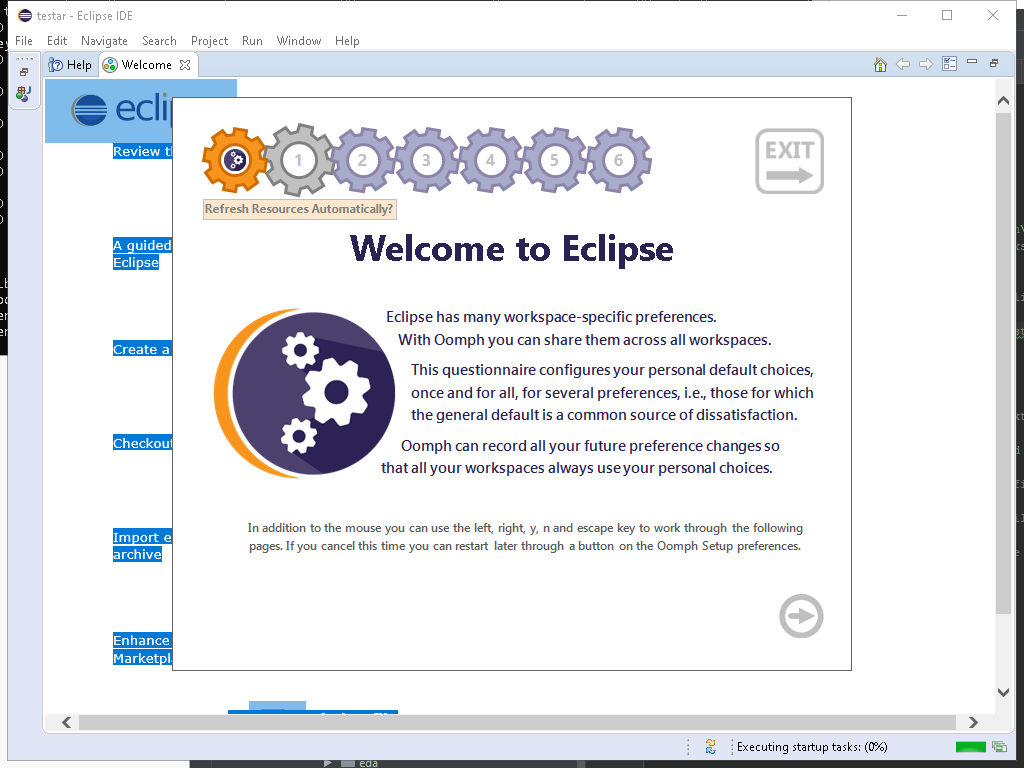 testar - Eclipse IDE
File Edit Navigate Search Project Run Window Help
Help Welcome
Review
EXIT
1 2 3 4 5 6
Refresh Resources Automatically?
Welcome to Eclipse
A guided
Eclipse
Eclipse has many workspace-specific preferences.
With Oomph you can share them across all workspaces.
Create a
This questionnaire configures your personal default choices,
once and for all, for several preferences, i.e., those for which
the general default is a common source of dissatisfaction.
Checkout
Oomph can record all your future preference changes so
that all your workspaces always use your personal choices.
In addition to the mouse you can use the left, right, y, n and escape key to work through the following
pages. If you cancel this time you can restart later through a button on the Oomph Setup preferences.
Import
archive
Enhance
Executing startup tasks: (0%)
eda